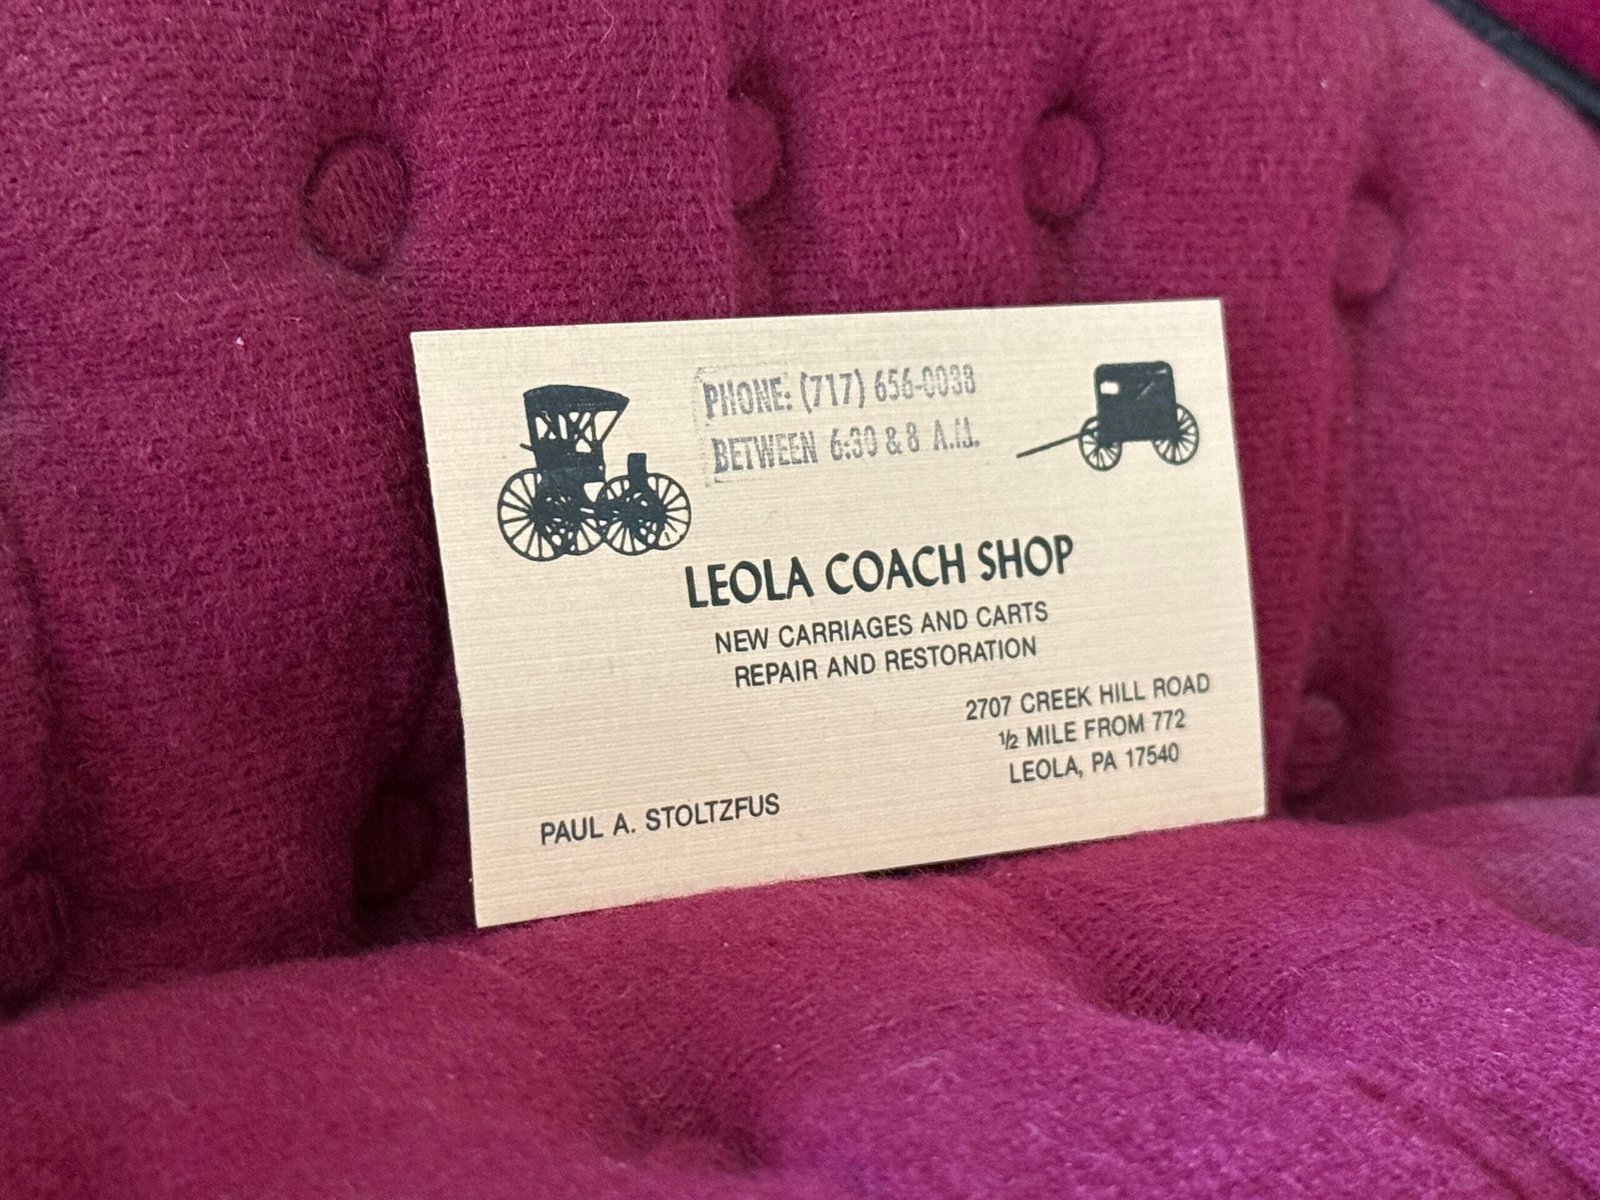 PHONE: (717) 656-0038
BETWEEN 6:30 & 8 A.M.
LEOLA COACH SHOP
NEW CARRIAGES AND CARTS
REPAIR AND RESTORATION
2707 CREEK HILL ROAD
½ MILE FROM 772
LEOLA, PA 17540
PAUL A. STOLTZFUS